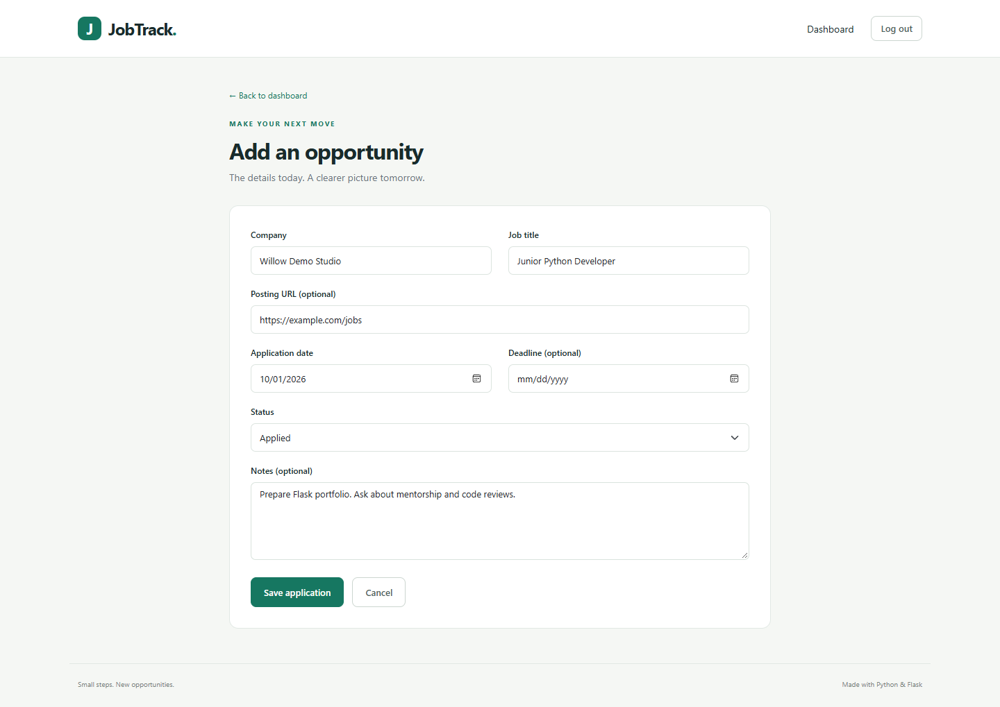 J JobTrack.
Dashboard
Log out
← Back to dashboard
MAKE YOUR NEXT MOVE
Add an opportunity
The details today. A clearer picture tomorrow.
Company
Job title
Willow Demo Studio
Junior Python Developer
Posting URL (optional)
https://example.com/jobs
Application date
Deadline (optional)
10/01/2026
mm/dd/yyyy
Status
Applied
Notes (optional)
Prepare Flask portfolio. Ask about mentorship and code reviews.
Save application
Cancel
Small steps. New opportunities.
Made with Python & Flask